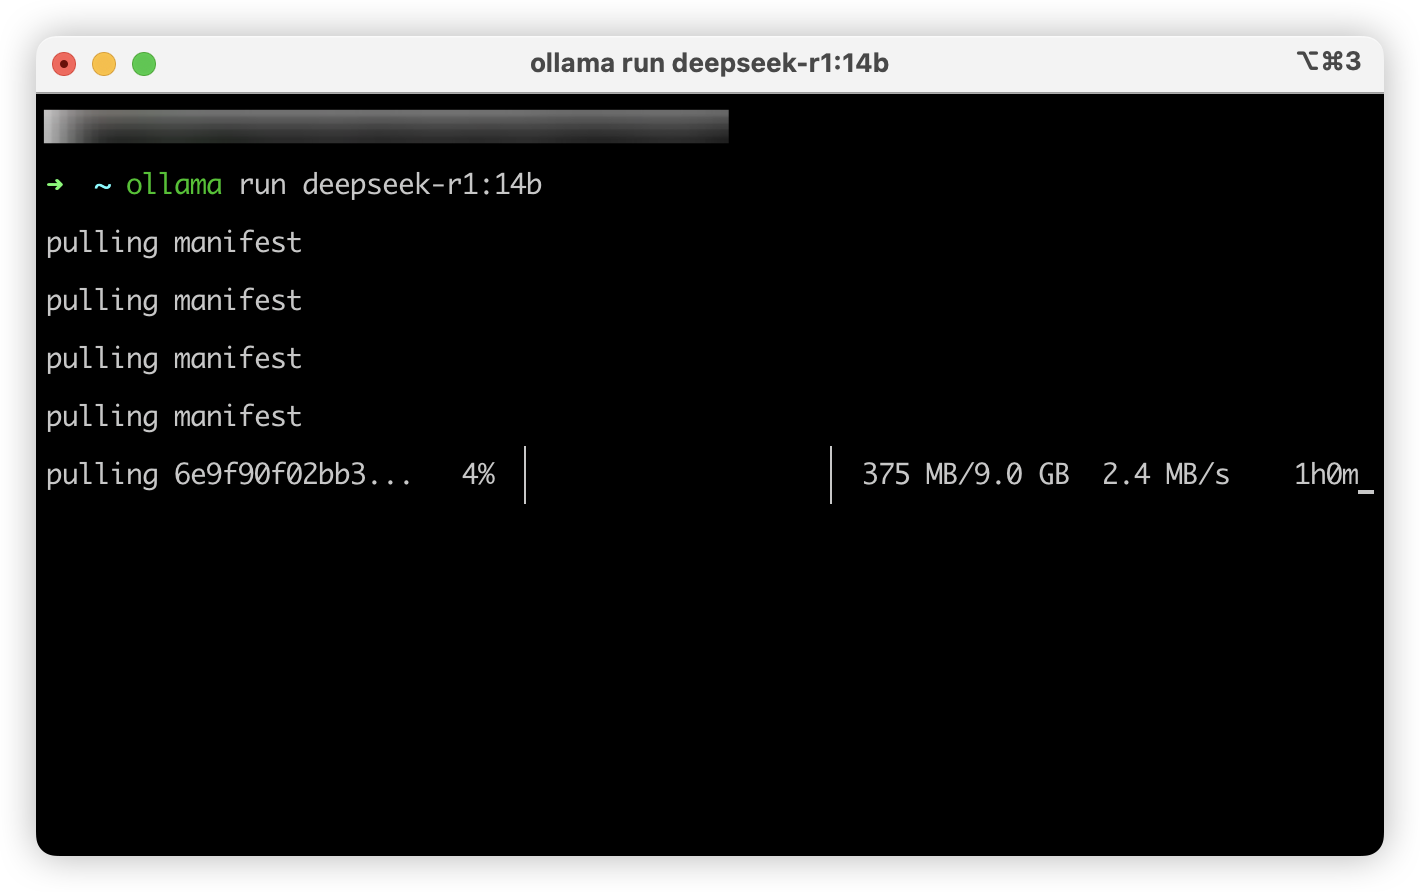 ollama run deepseek-r1:14b
⌥⌘3
➜ ~ ollama run deepseek-r1:14b
pulling manifest
pulling manifest
pulling manifest
pulling manifest
pulling 6e9f90f02bb3... 4% 375 MB/9.0 GB 2.4 MB/s 1h0m